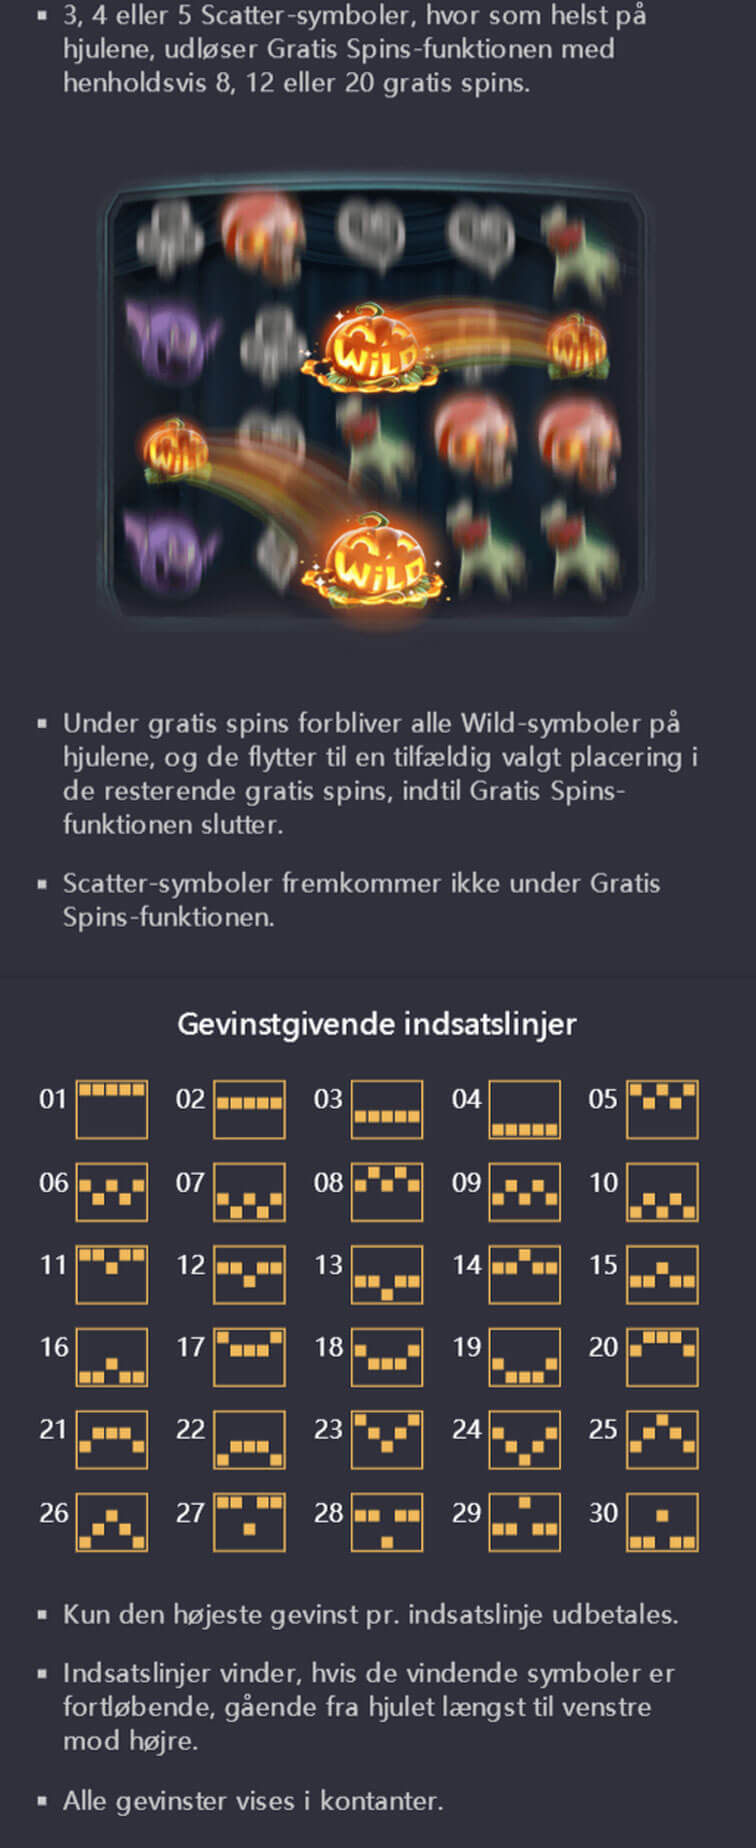 ▪ 3, 4 eller 5 Scatter-symboler, hvor som helst på
hjulene, udløser Gratis Spins-funktionen med
henholdsvis 8, 12 eller 20 gratis spins.
WILD
WILD
WILD
WILD
▪ Under gratis spins forbliver alle Wild-symboler på
hjulene, og de flytter til en tilfældig valgt placering i
de resterende gratis spins, indtil Gratis Spins-
funktionen slutter.
▪ Scatter-symboler fremkommer ikke under Gratis
Spins-funktionen.
Gevinstgivende indsatslinjer
01 02 03 04 05
06 07 08 09 10
11 12 13 14 15
16 17 18 19 20
21 22 23 24 25
26 27 28 29 30
▪ Kun den højeste gevinst pr. indsatslinje udbetales.
▪ Indsatslinjer vinder, hvis de vindende symboler er
fortløbende, gående fra hjulet længst til venstre
mod højre.
▪ Alle gevinster vises i kontanter.